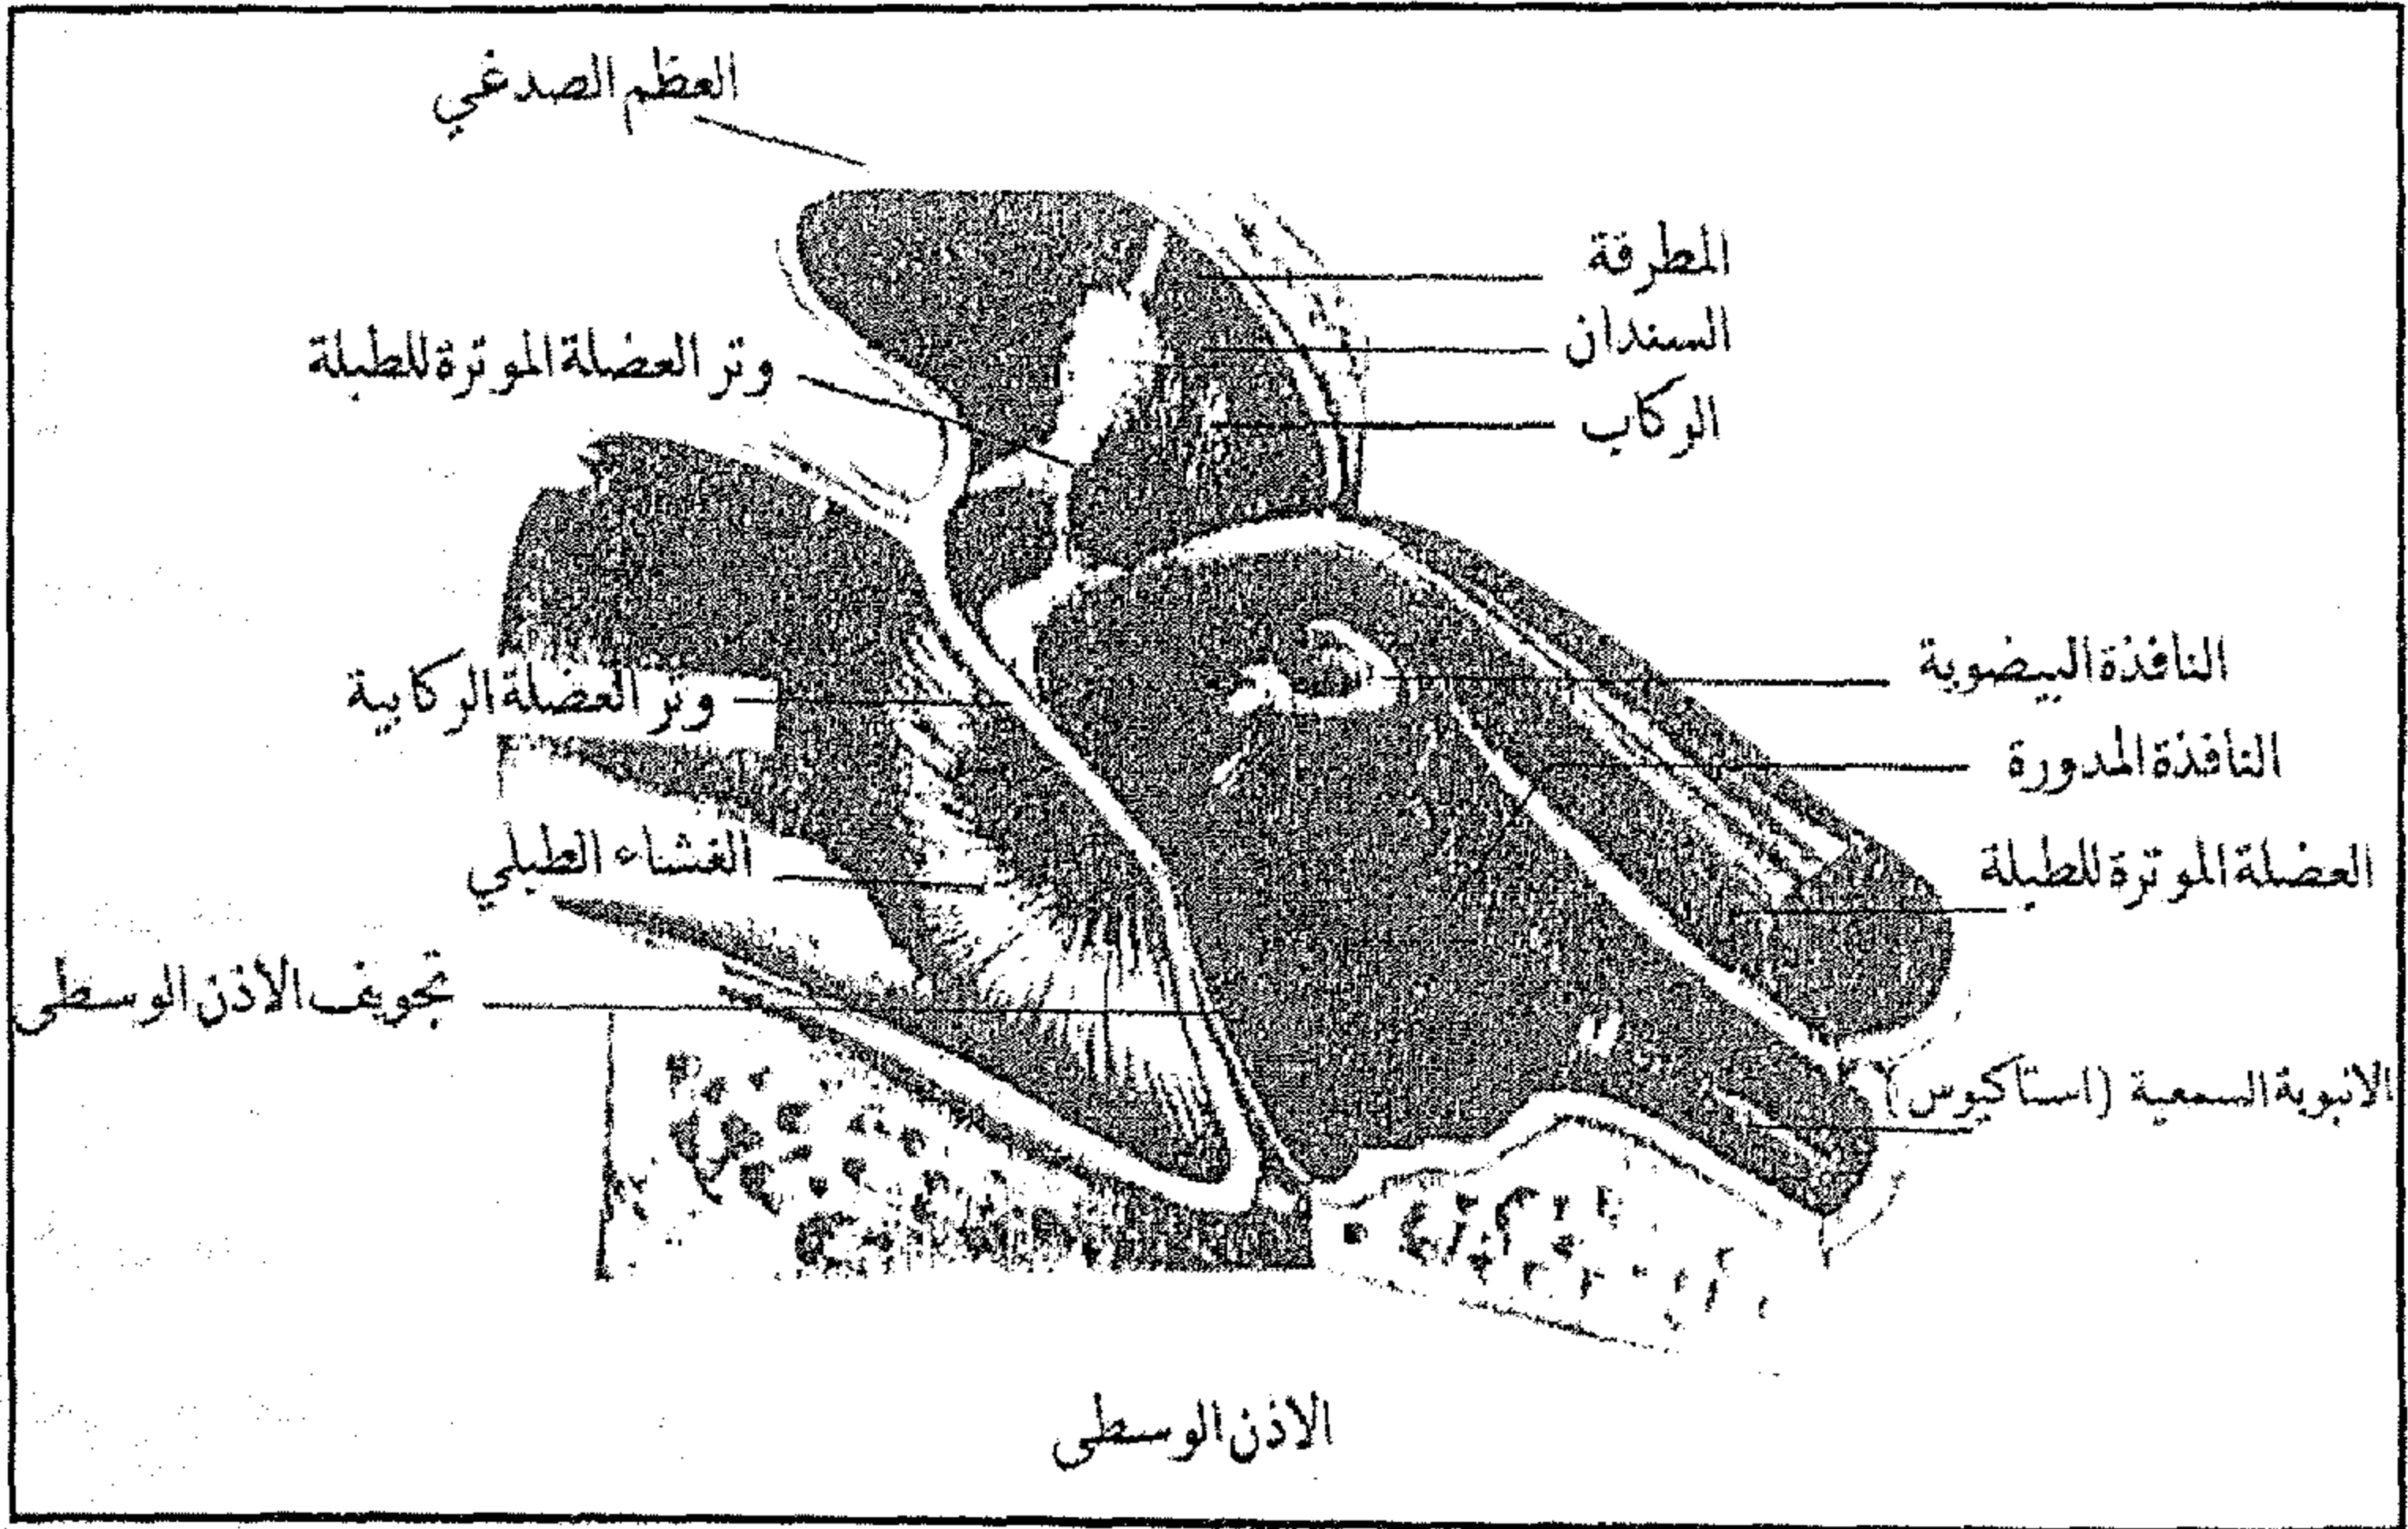 العظم الصدغي
المطرقة
السندان
الركاب
وتر العضلة الموترة للطبلة
النافذة البيضوية
وتر العضلة الركابية
النافذة المدورة
العضلة الموترة للطبلة
الغشاء الطبلي
تجويف الأذن الوسطى
الانبوبة السمعية (استاكيوس)
الاذن الوسطى